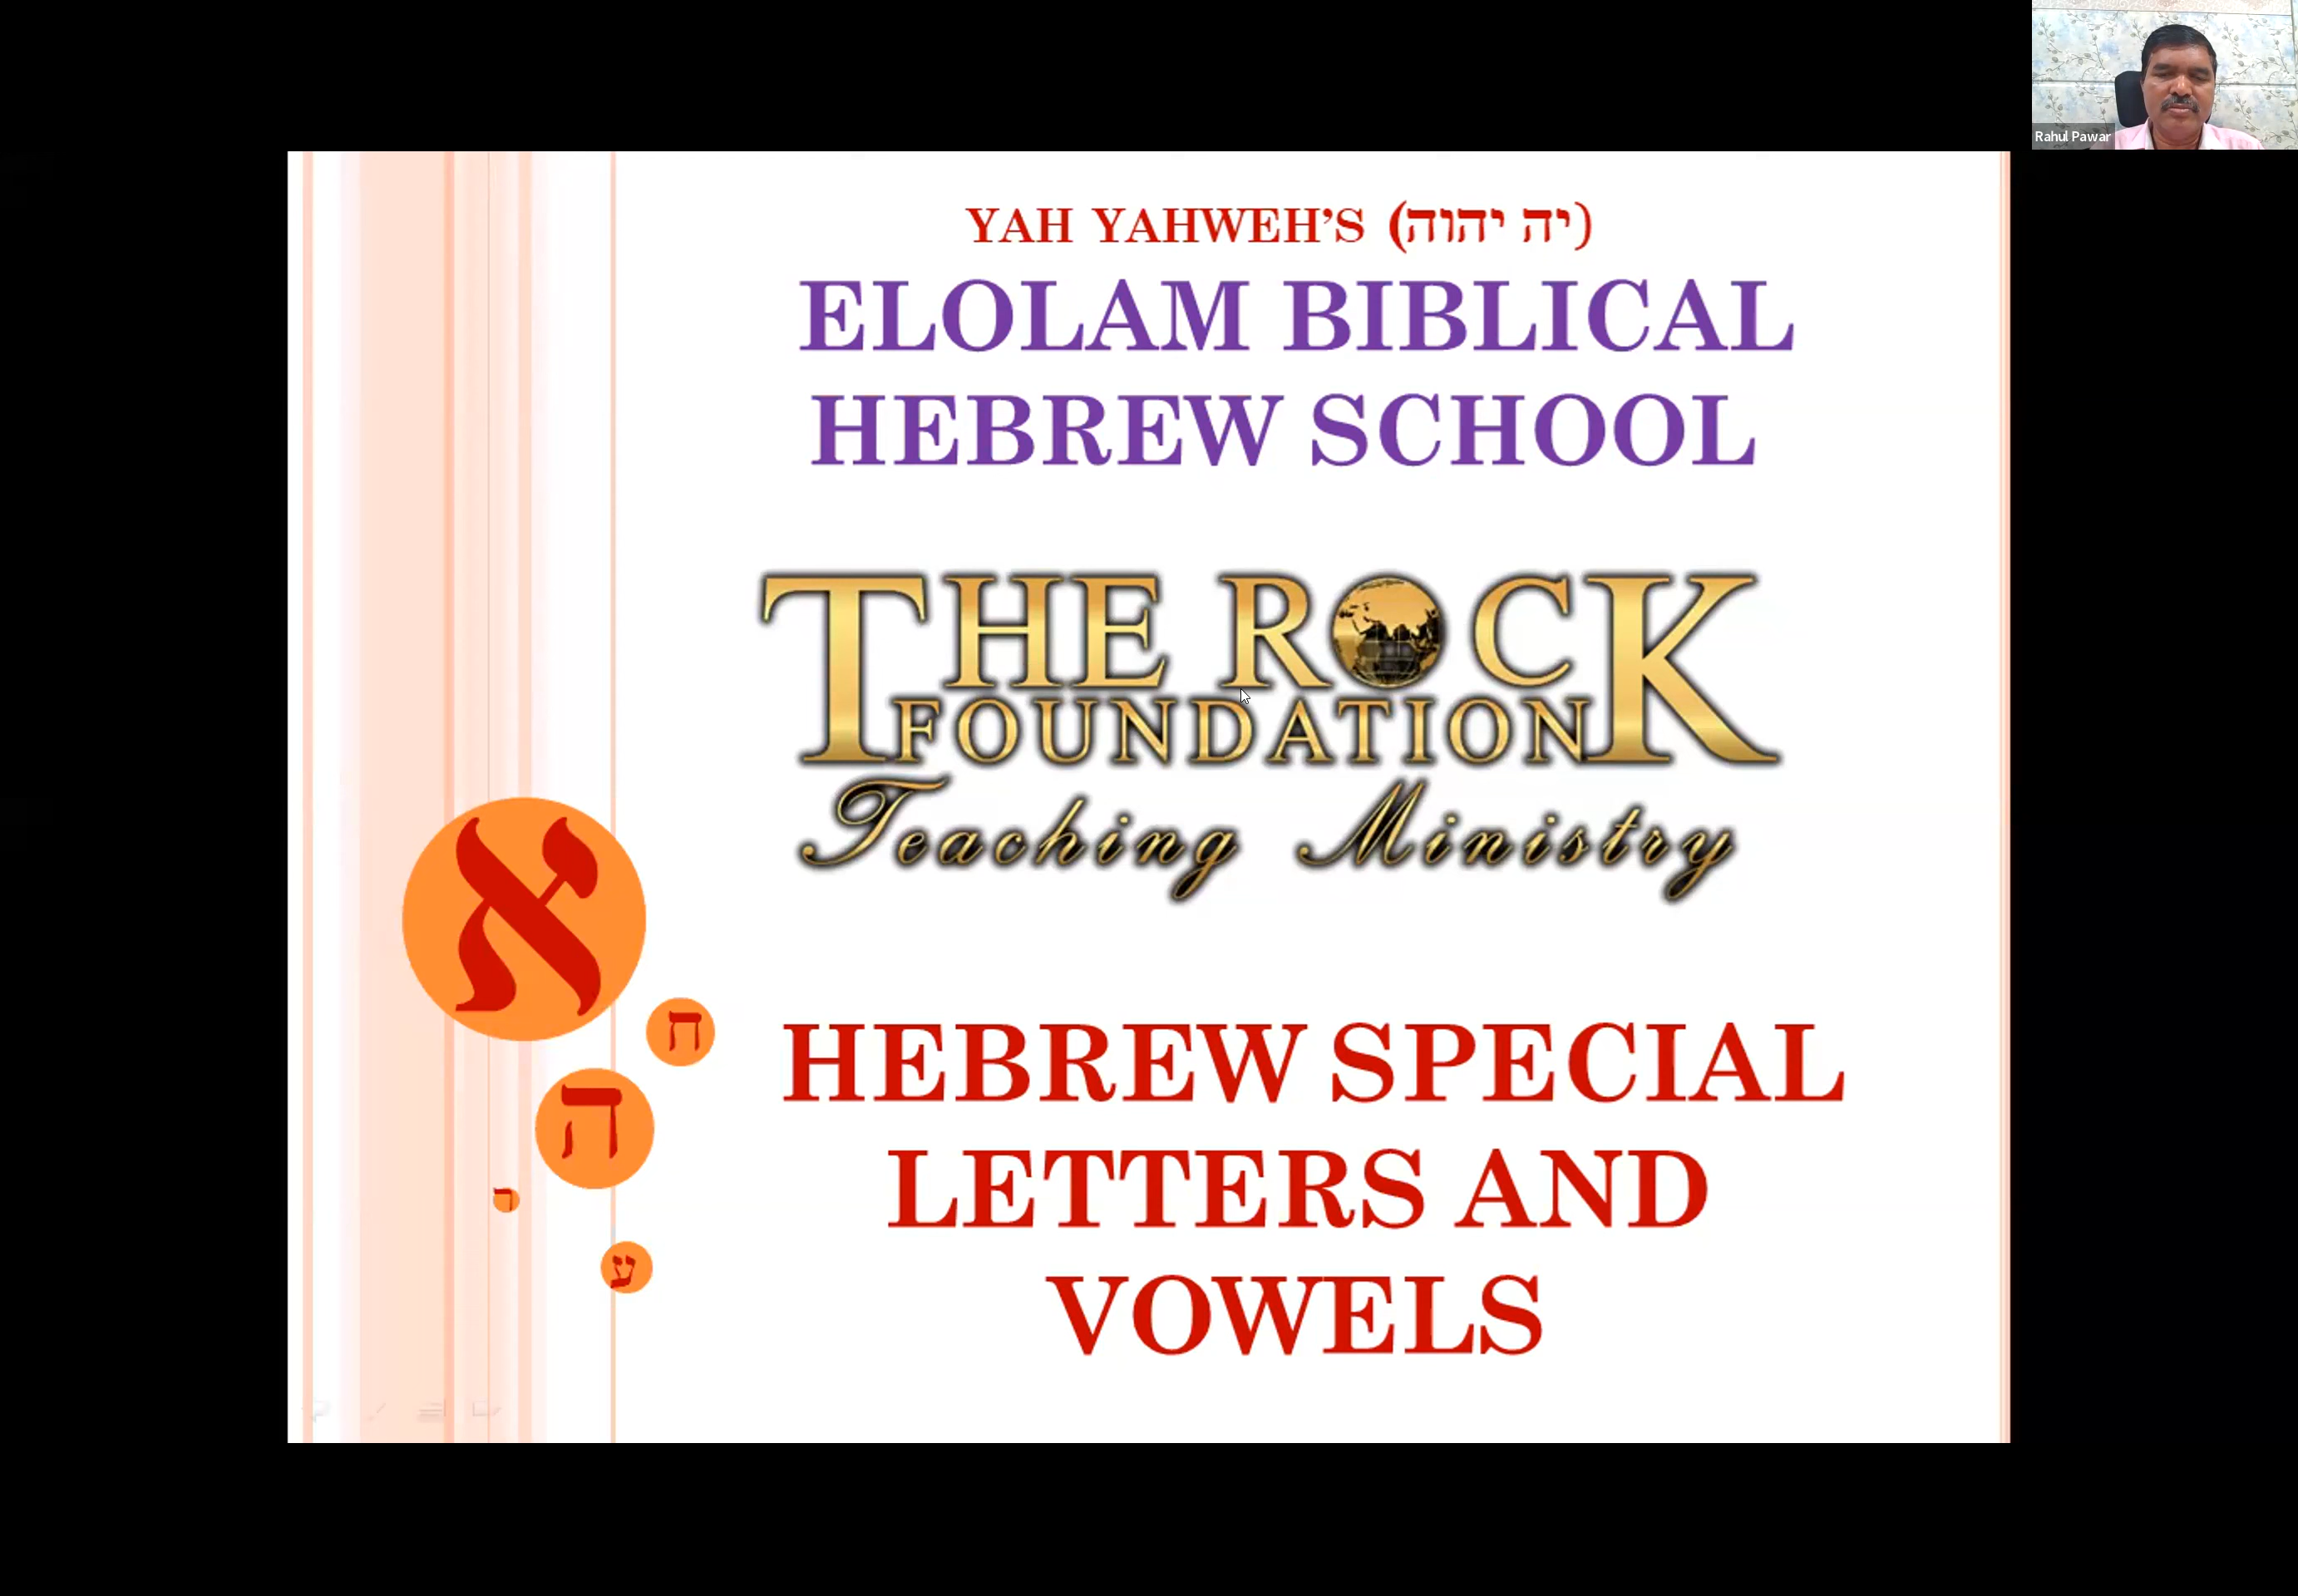 Rahul Pawar
YAH YAHWEH’S (יה יהוה)
ELOLAM BIBLICAL
HEBREW SCHOOL
THE ROCK
FOUNDATION
Teaching Ministry
א
ח
ה
ר
ע
HEBREW SPECIAL
LETTERS AND
VOWELS